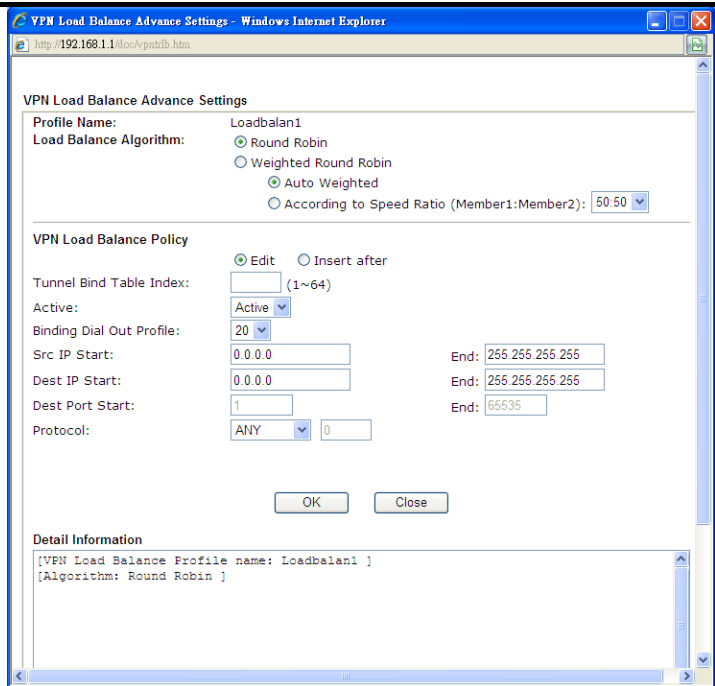 VPN Load Balance Advance Settings - Windows Internet Explorer
http://192.168.1.1/doc/vpntrlb.htm
VPN Load Balance Advance Settings
Profile Name: Loadbalan1
Load Balance Algorithm: Round Robin
Weighted Round Robin
Auto Weighted
According to Speed Ratio (Member1:Member2): 50:50
VPN Load Balance Policy
Edit Insert after
Tunnel Bind Table Index: (1~64)
Active: Active
Binding Dial Out Profile: 20
Src IP Start: 0.0.0.0 End: 255.255.255.255
Dest IP Start: 0.0.0.0 End: 255.255.255.255
Dest Port Start: 1 End: 65535
Protocol: ANY 0
OK Close
Detail Information
[VPN Load Balance Profile name: Loadbalan1 ]
[Algorithm: Round Robin ]